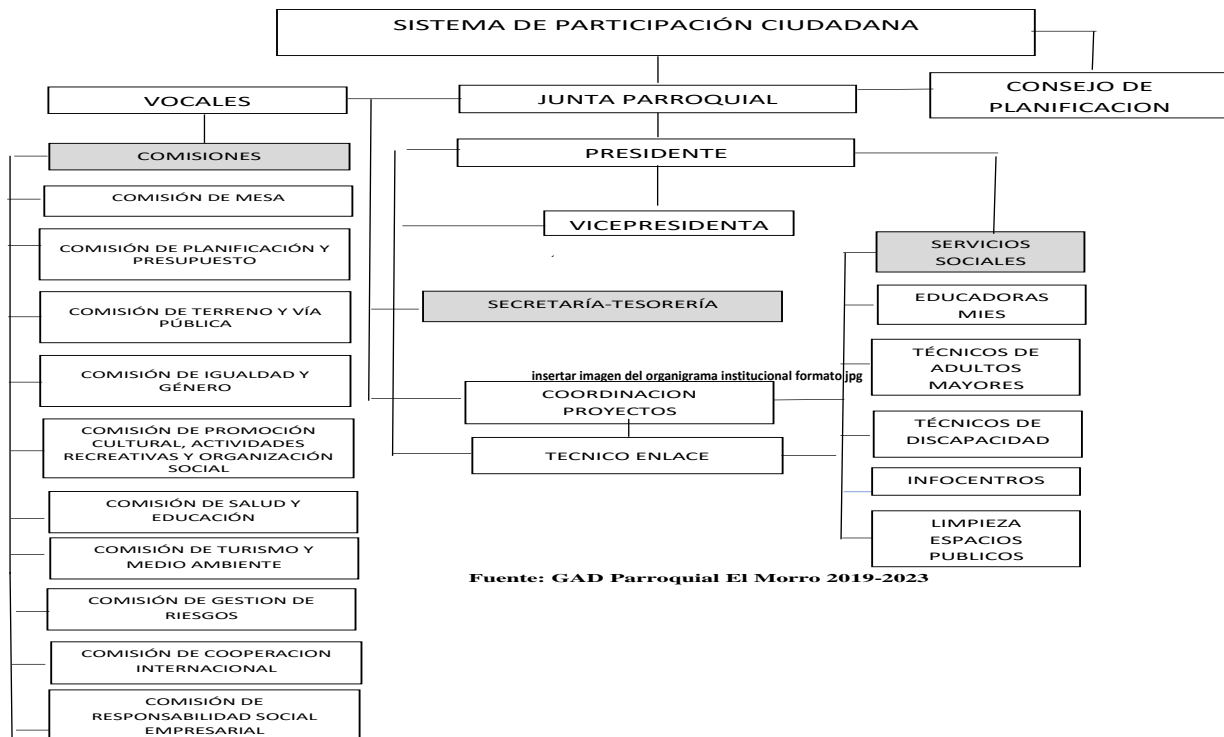 SISTEMA DE PARTICIPACIÓN CIUDADANA
VOCALES
JUNTA PARROQUIAL
CONSEJO DE
PLANIFICACION
COMISIONES
PRESIDENTE
COMISIÓN DE MESA
VICEPRESIDENTA
COMISIÓN DE PLANIFICACIÓN Y
PRESUPUESTO
SERVICIOS
SOCIALES
COMISIÓN DE TERRENO Y VÍA
PÚBLICA
SECRETARÍA-TESORERÍA
EDUCADORAS
MIES
COMISIÓN DE IGUALDAD Y
GÉNERO
insertar imagen del organigrama institucional formato jpg
COORDINACION
PROYECTOS
TÉCNICOS DE
ADULTOS
MAYORES
COMISIÓN DE PROMOCIÓN
CULTURAL, ACTIVIDADES
RECREATIVAS Y ORGANIZACIÓN
SOCIAL
TECNICO ENLACE
TÉCNICOS DE
DISCAPACIDAD
INFOCENTROS
COMISIÓN DE SALUD Y
EDUCACIÓN
LIMPIEZA
ESPACIOS
PUBLICOS
COMISIÓN DE TURISMO Y
MEDIO AMBIENTE
Fuente: GAD Parroquial El Morro 2019-2023
COMISIÓN DE GESTION DE
RIESGOS
COMISIÓN DE COOPERACION
INTERNACIONAL
COMISIÓN DE
RESPONSABILIDAD SOCIAL
EMPRESARIAL